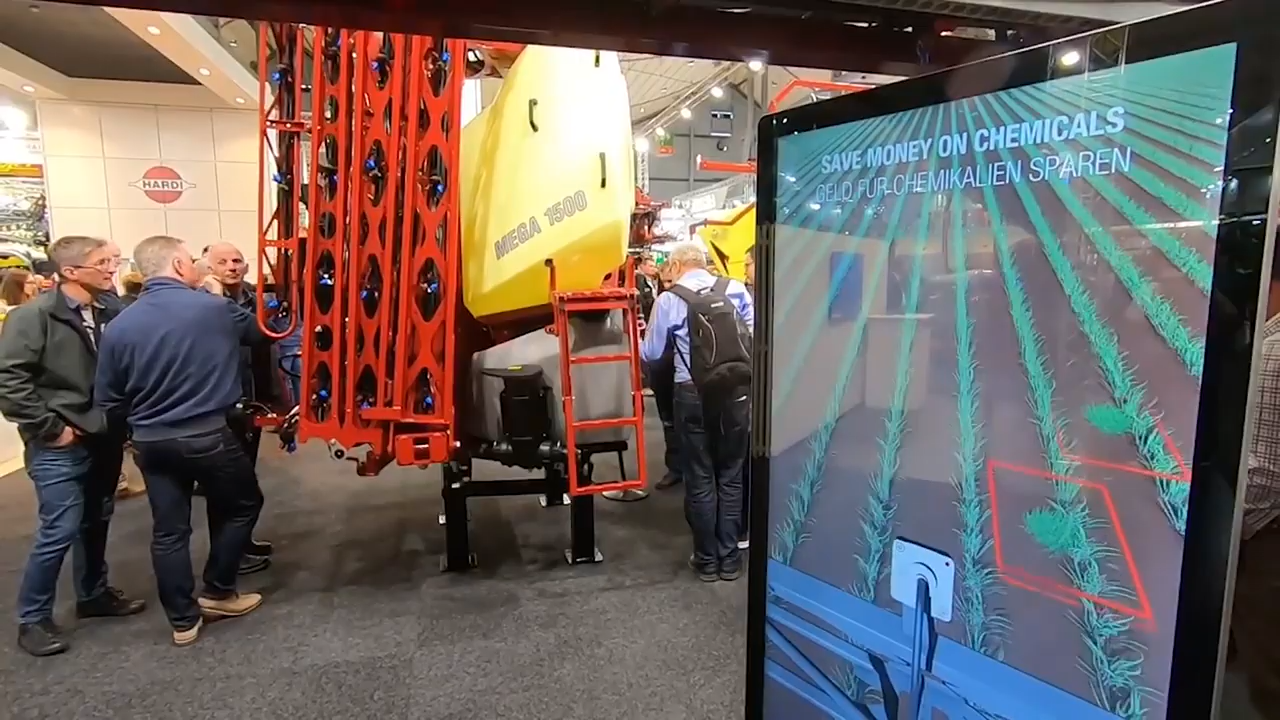 HARDI
MEGA 1500
SAVE MONEY ON CHEMICALS
GELD FÜR CHEMIKALIEN SPAREN